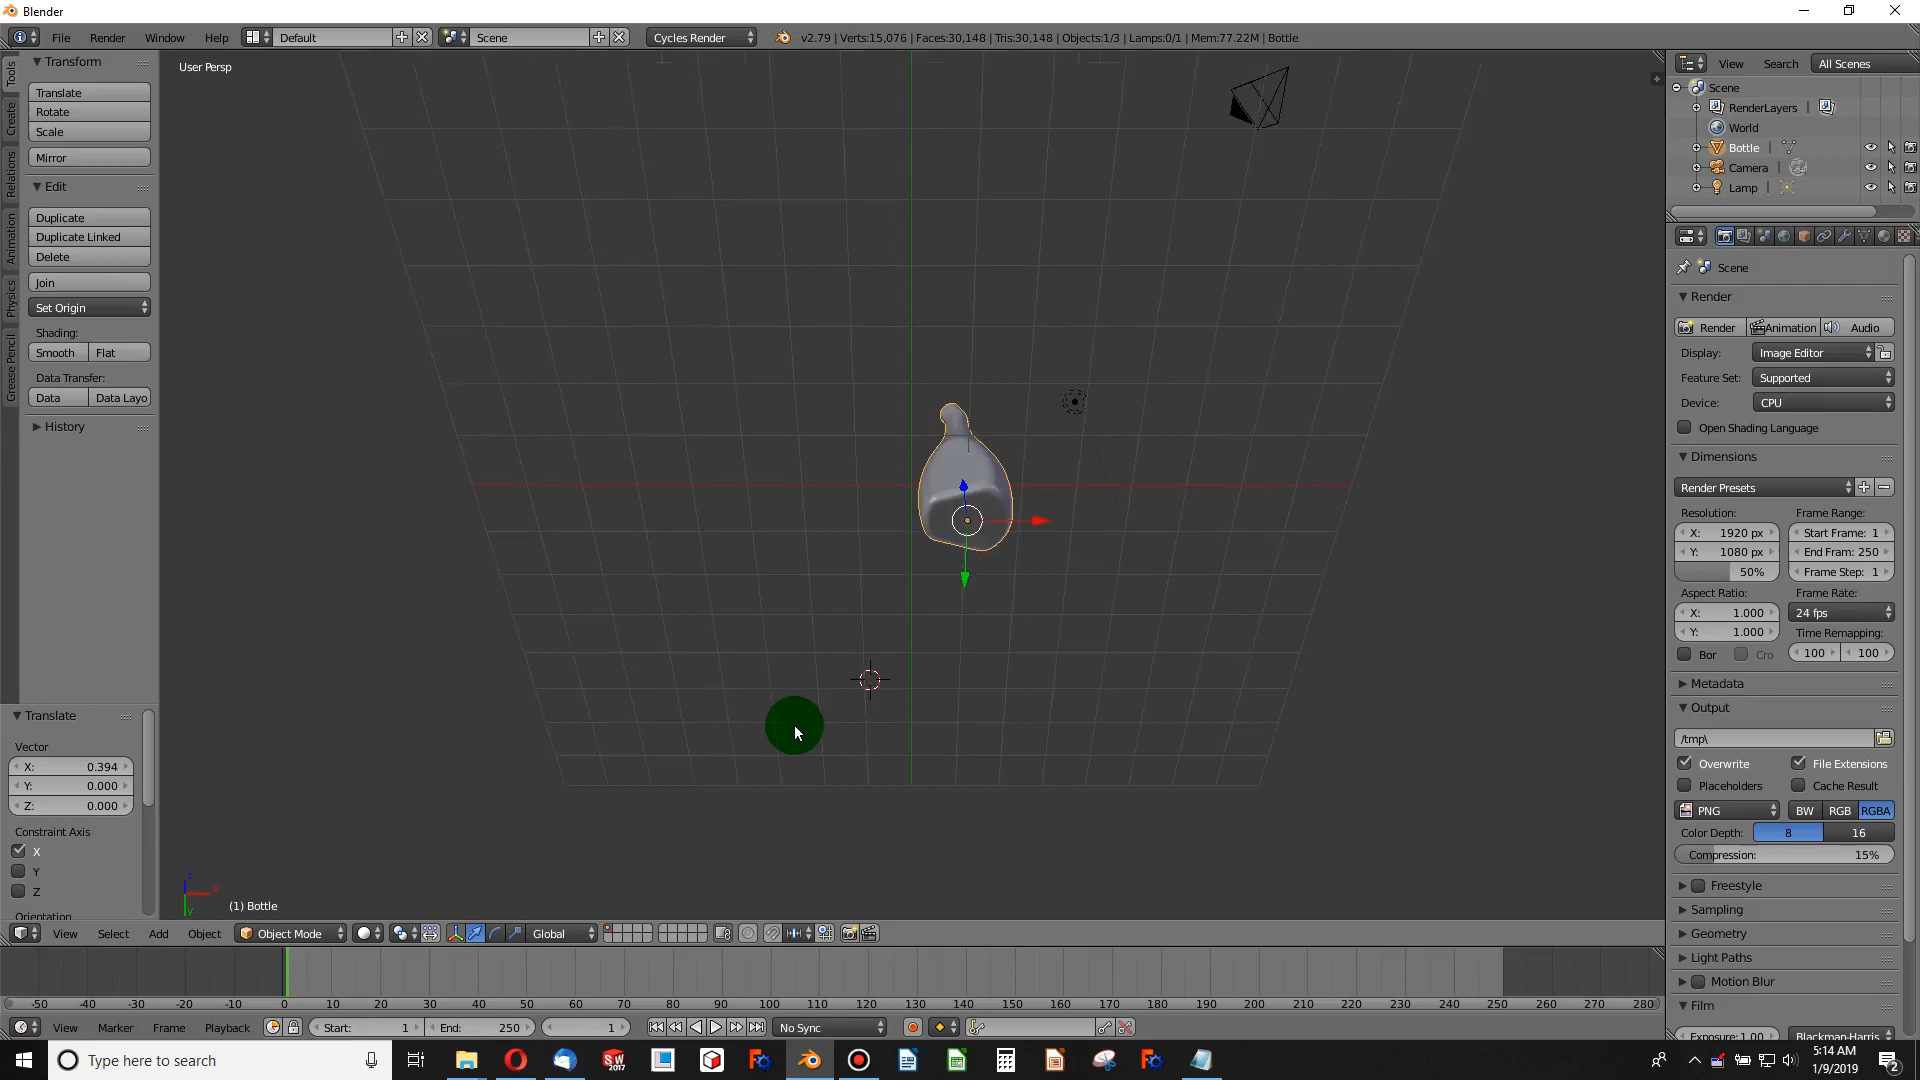 Blender
File Render Window Help Default Scene Cycles Render v2.79 | Verts:15,076 | Faces:30,148 | Tris:30,148 | Objects:1/3 | Lamps:0/1 | Mem:77.22M | Bottle
Tools
Create
Relations
Animation
Physics
Grease Pencil
Transform
Translate
Rotate
Scale
Mirror
Edit
Duplicate
Duplicate Linked
Delete
Join
Set Origin
Shading:
Smooth Flat
Data Transfer:
Data Data Layo
History
Translate
Vector
X: 0.394
Y: 0.000
Z: 0.000
Constraint Axis
X
Y
Z
Orientation
User Persp
z
x
y
(1) Bottle
View Select Add Object Object Mode Global
-50 -40 -30 -20 -10 0 10 20 30 40 50 60 70 80 90 100 110 120 130 140 150 160 170 180 190 200 210 220 230 240 250 260 270 280
View Marker Frame Playback Start: 1 End: 250 1 No Sync
View Search All Scenes
Scene
RenderLayers
World
Bottle
Camera
Lamp
Scene
Render
Render Animation Audio
Display: Image Editor
Feature Set: Supported
Device: CPU
Open Shading Language
Dimensions
Render Presets
Resolution: Frame Range:
X: 1920 px Start Frame: 1
Y: 1080 px End Fram: 250
50% Frame Step: 1
Aspect Ratio: Frame Rate:
X: 1.000 24 fps
Y: 1.000 Time Remapping:
Bor Cro 100 100
Metadata
Output
/tmp\
Overwrite File Extensions
Placeholders Cache Result
PNG BW RGB RGBA
Color Depth: 8 16
Compression: 15%
Freestyle
Sampling
Geometry
Light Paths
Motion Blur
Film
Exposure: 1.00 Blackman-Harris
Type here to search
SW
2017
5:14 AM
1/9/2019
2